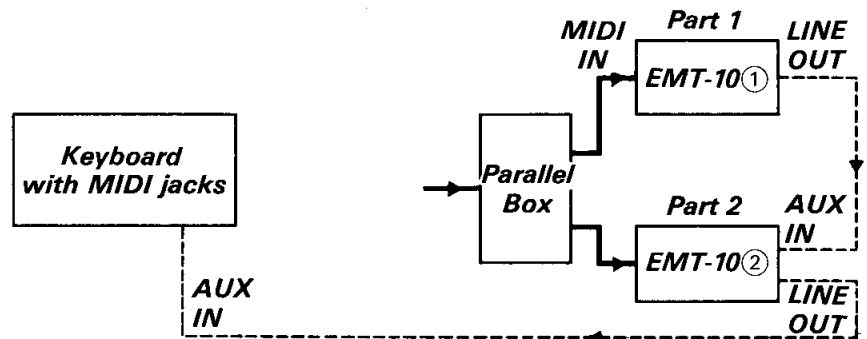 Keyboard
with MIDI jacks
AUX
IN
Parallel
Box
MIDI
IN
Part 1
EMT-10①
LINE
OUT
Part 2
EMT-10②
AUX
IN
LINE
OUT